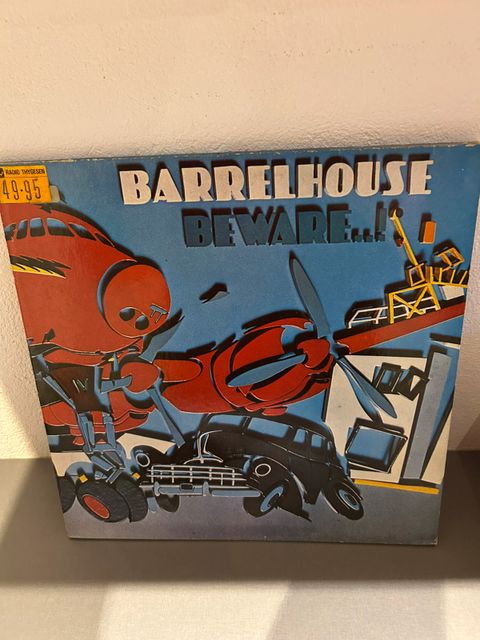 RADIO THYGESEN
49-95
BARRELHOUSE
BEWARE..!